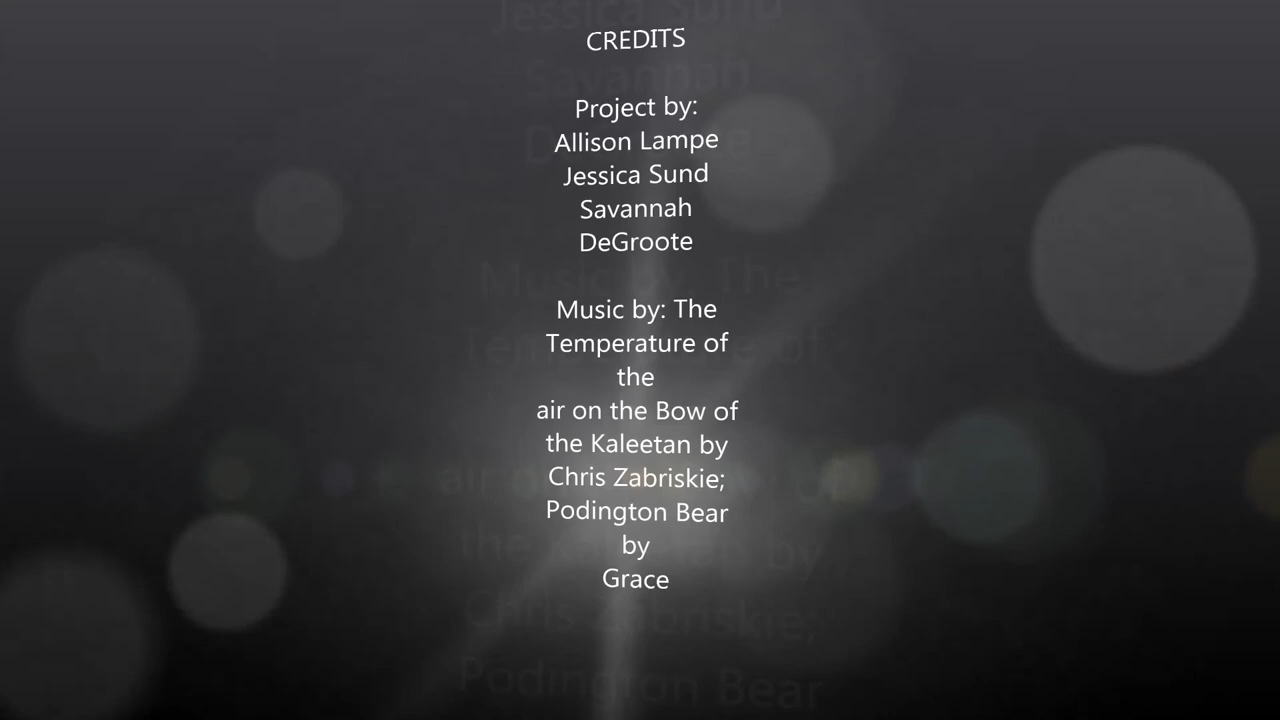 CREDITS
Project by:
Allison Lampe
Jessica Sund
Savannah
DeGroote
Music by: The
Temperature of
the
air on the Bow of
the Kaleetan by
Chris Zabriskie;
Podington Bear
by
Grace